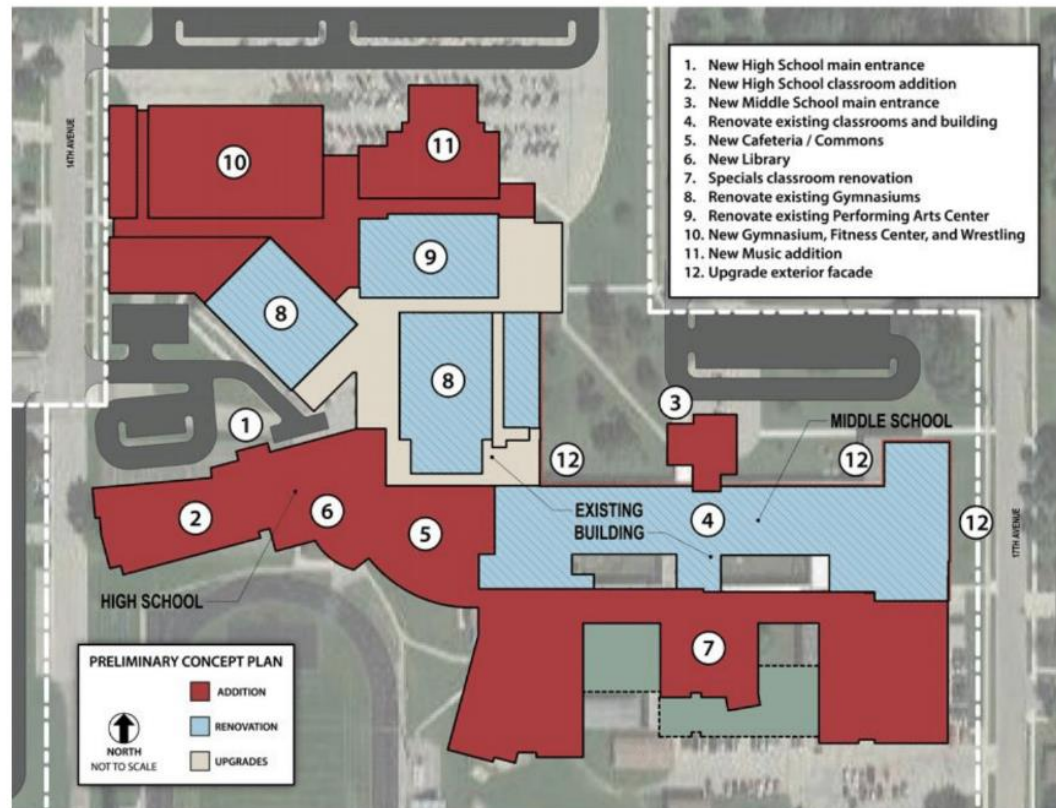 1. New High School main entrance
2. New High School classroom addition
3. New Middle School main entrance
4. Renovate existing classrooms and building
5. New Cafeteria / Commons
6. New Library
7. Specials classroom renovation
8. Renovate existing Gymnasiums
9. Renovate existing Performing Arts Center
10. New Gymnasium, Fitness Center, and Wrestling
11. New Music addition
12. Upgrade exterior facade
14TH AVENUE
10
11
9
8
8
1
3
MIDDLE SCHOOL
12
12
2
6
5
EXISTING
BUILDING
4
12
17TH AVENUE
HIGH SCHOOL
7
PRELIMINARY CONCEPT PLAN
ADDITION
RENOVATION
UPGRADES
NORTH
NOT TO SCALE